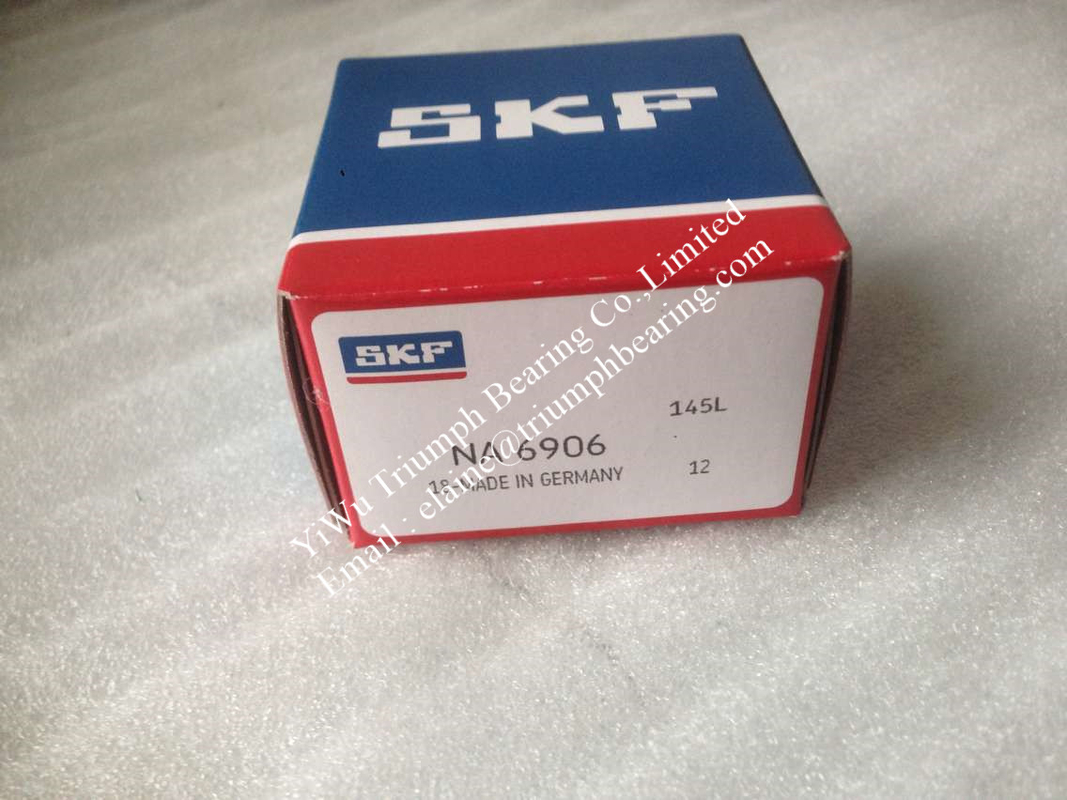 SKF
SKF
145L
NA 6906
18-MADE IN GERMANY
12
YiWu Triumph Bearing Co.,Limited
Email : elaine@triumphbearing.com